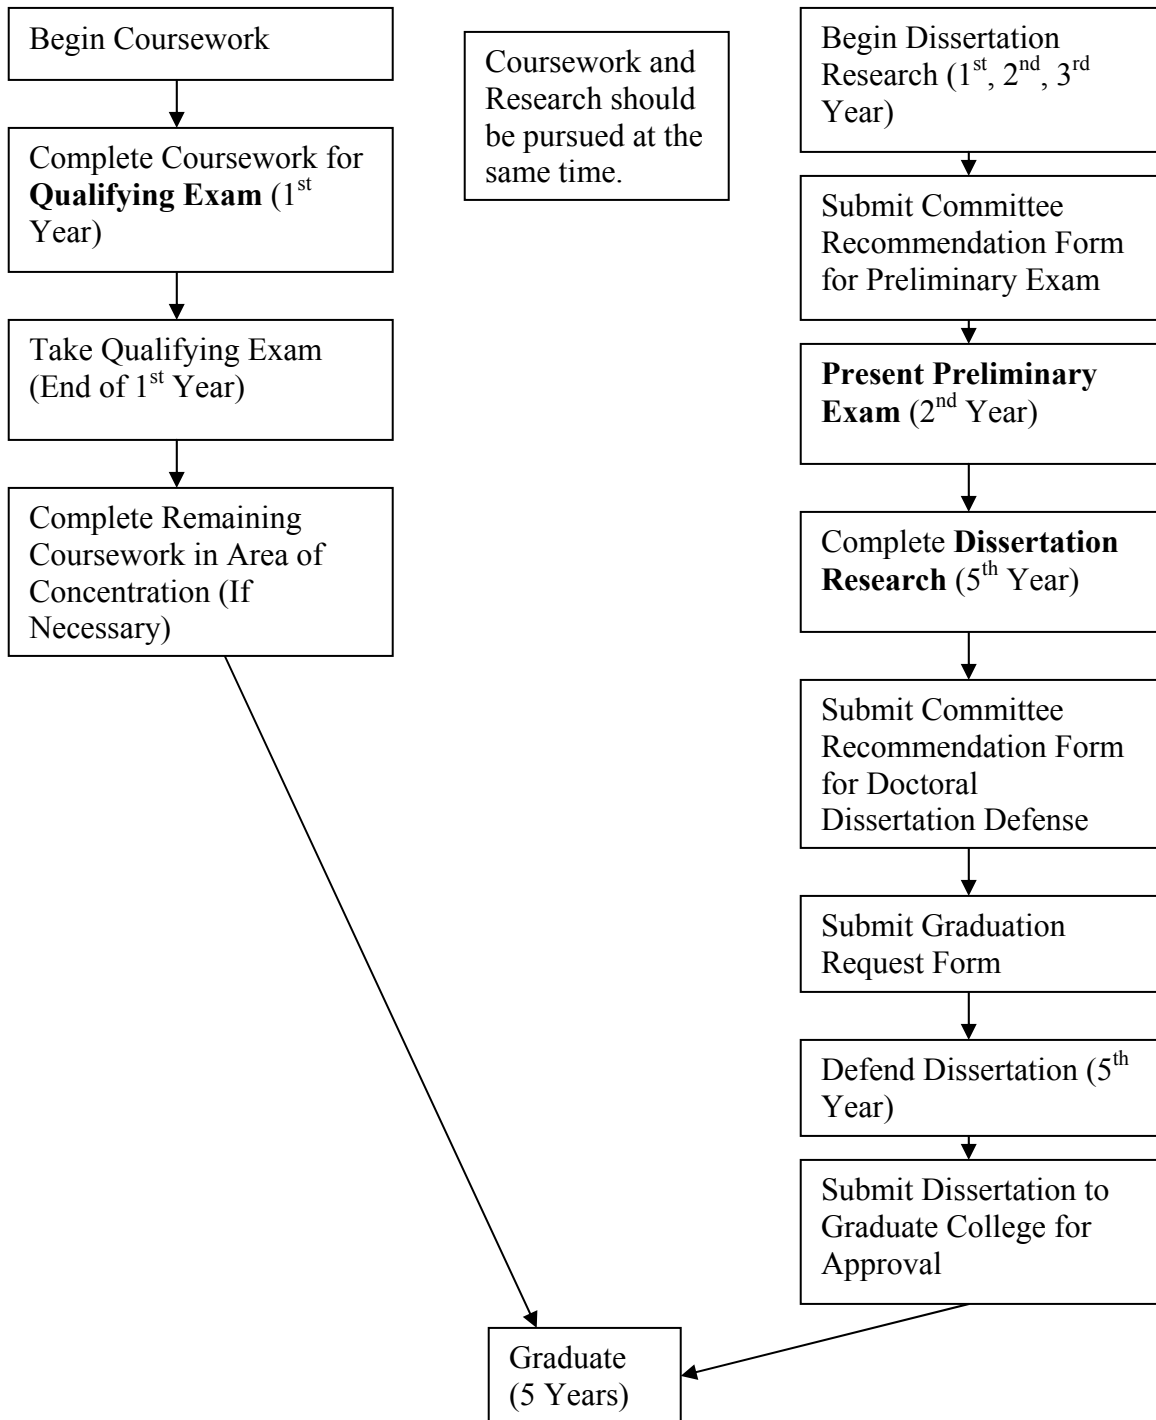 Begin Coursework
Complete Coursework for
Qualifying Exam (1st
Year)
Take Qualifying Exam
(End of 1st Year)
Complete Remaining
Coursework in Area of
Concentration (If
Necessary)
Coursework and
Research should
be pursued at the
same time.
Begin Dissertation
Research (1st, 2nd, 3rd
Year)
Submit Committee
Recommendation Form
for Preliminary Exam
Present Preliminary
Exam (2nd Year)
Complete Dissertation
Research (5th Year)
Submit Committee
Recommendation Form
for Doctoral
Dissertation Defense
Submit Graduation
Request Form
Defend Dissertation (5th
Year)
Submit Dissertation to
Graduate College for
Approval
Graduate
(5 Years)